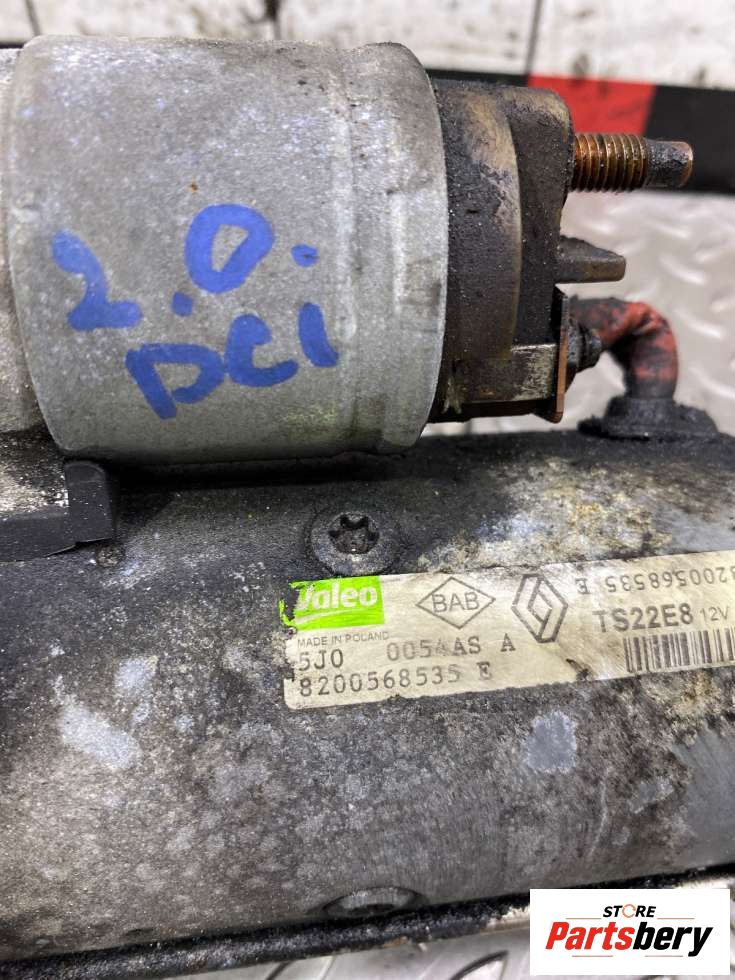 2.0.
DCI
Valeo
BAB
8200568535 E
TS22E8 12V
MADE IN POLAND
5J0 0054AS A
8200568535 E
STORE
Partsbery